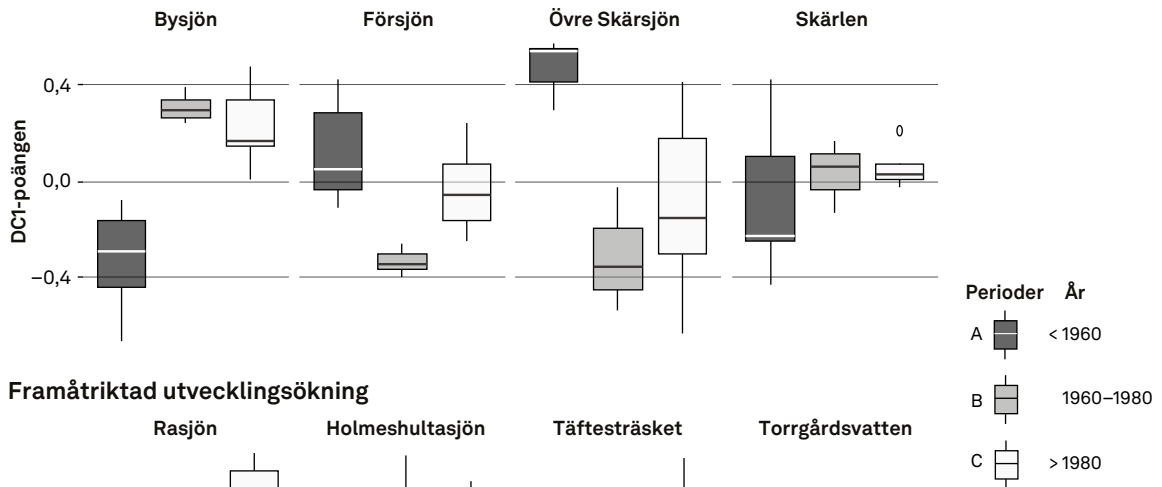 Bysjön Försjön Övre Skärsjön Skärlen
DC1-poängen
0,4
0,0
−0,4
Perioder År
A < 1960
B 1960–1980
C > 1980
Framåtriktad utvecklingsökning
Rasjön Holmeshultasjön Täftesträsket Torrgårdsvatten